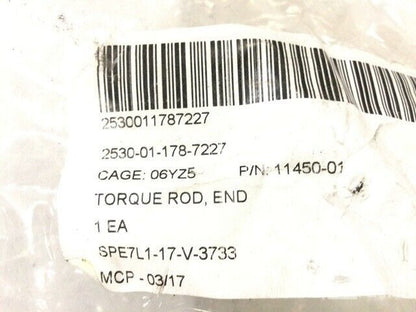 2530011787227
2530-01-178-7227
CAGE: 06YZ5 P/N: 11450-01
TORQUE ROD, END
1 EA
SPE7L1-17-V-3733
MCP - 03/17